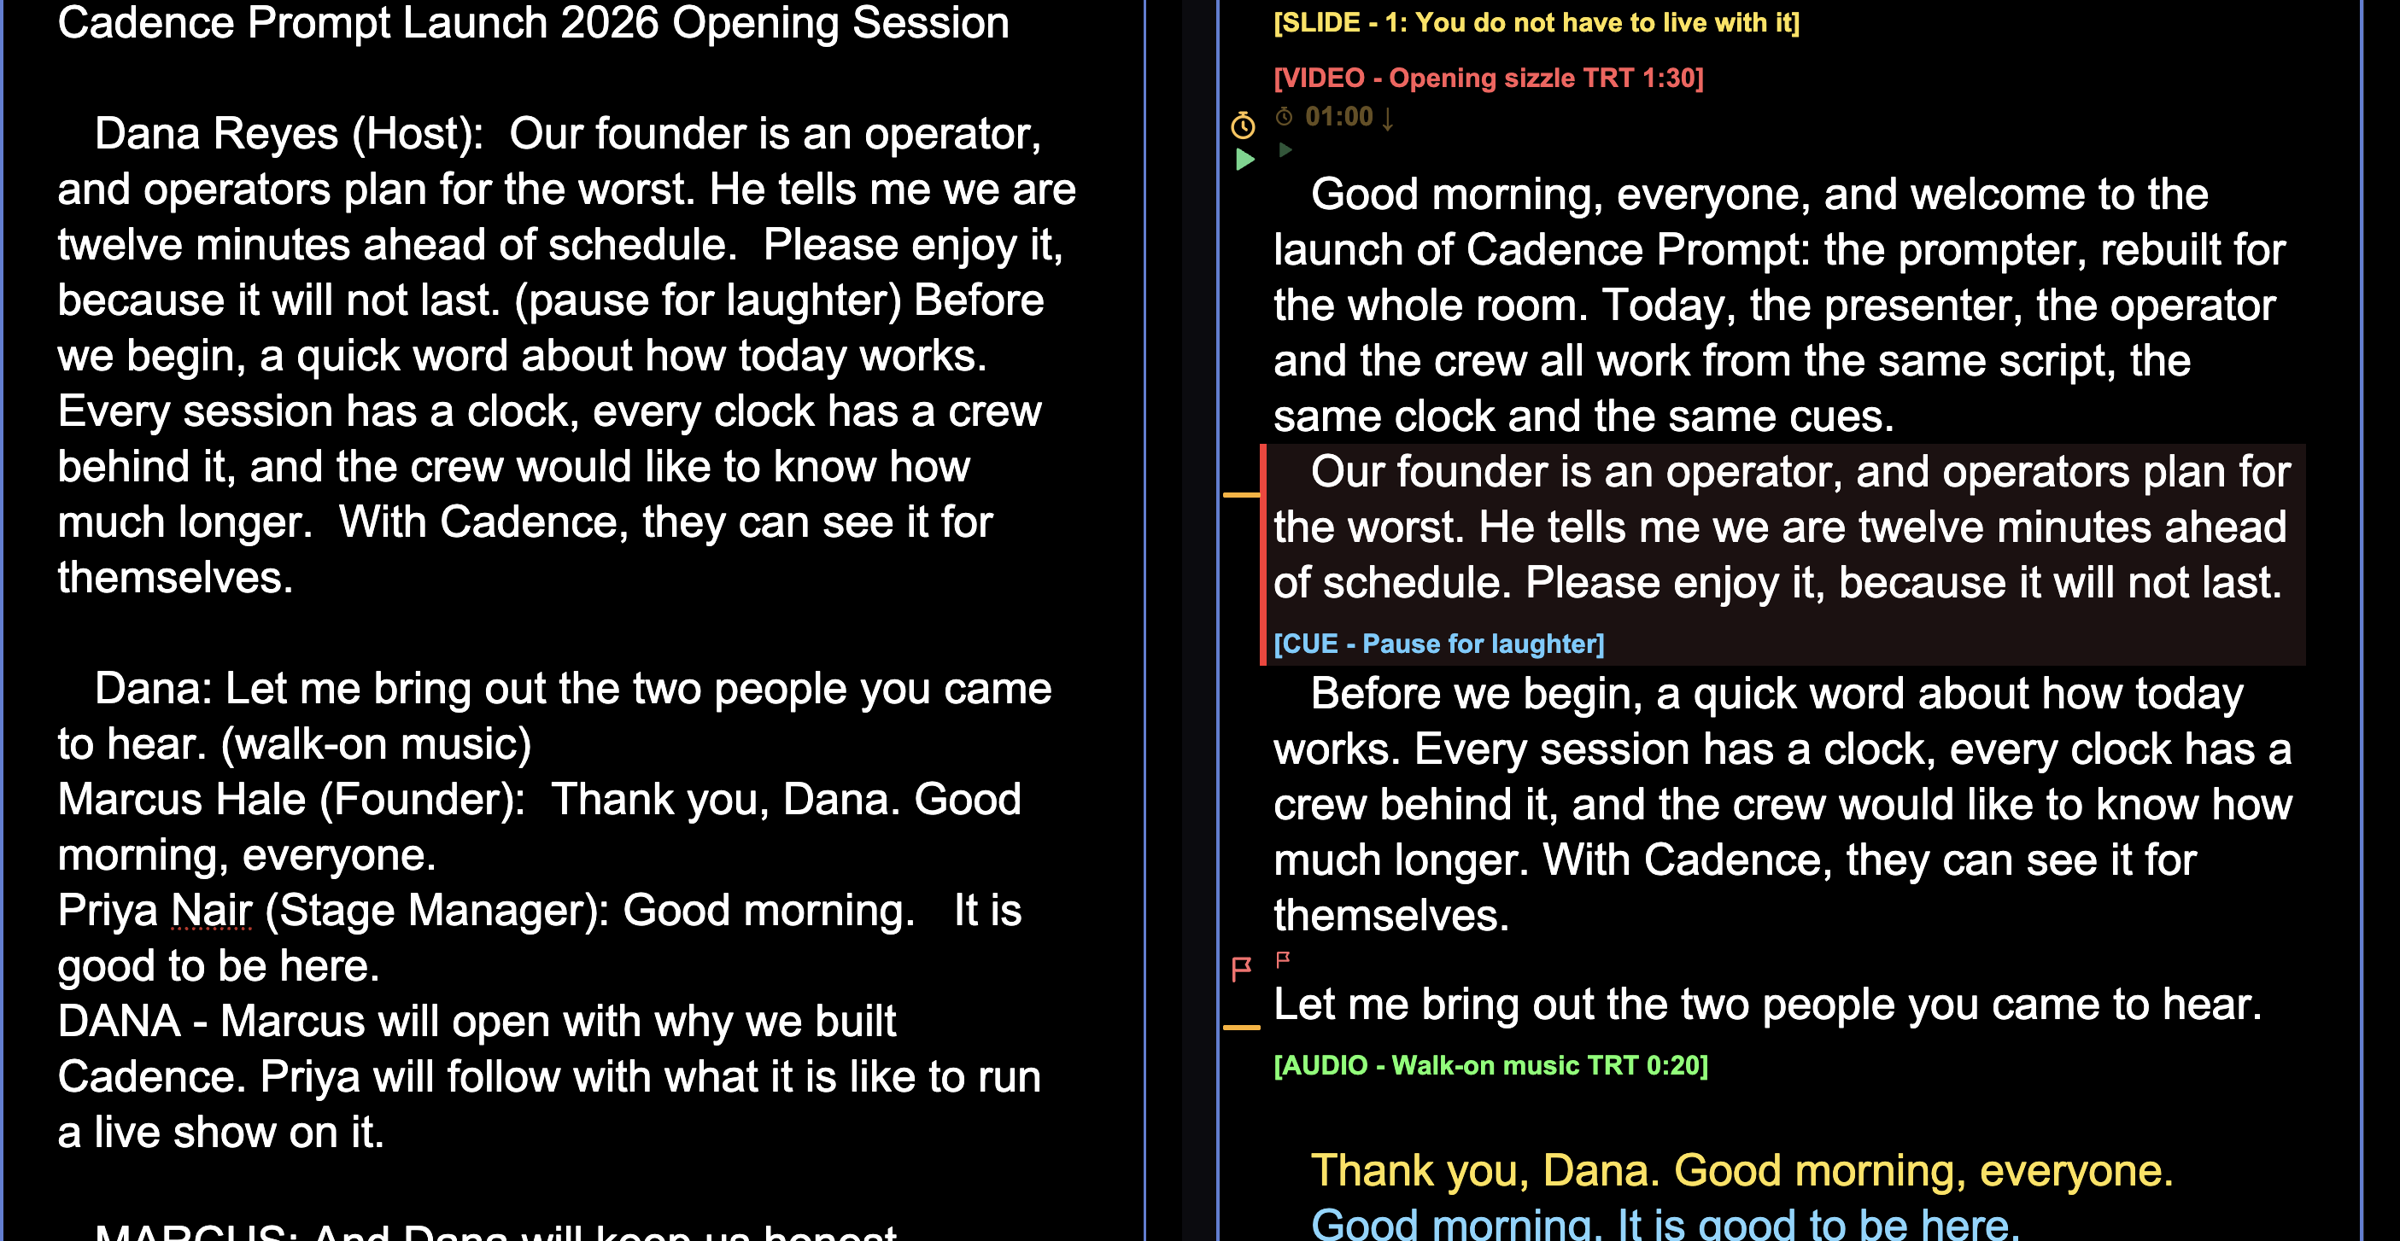 Cadence Prompt Launch 2026 Opening Session
Dana Reyes (Host):  Our founder is an operator,
and operators plan for the worst. He tells me we are
twelve minutes ahead of schedule.  Please enjoy it,
because it will not last. (pause for laughter) Before
we begin, a quick word about how today works.
Every session has a clock, every clock has a crew
behind it, and the crew would like to know how
much longer.  With Cadence, they can see it for
themselves.
Dana: Let me bring out the two people you came
to hear. (walk-on music)
Marcus Hale (Founder):  Thank you, Dana. Good
morning, everyone.
Priya Nair (Stage Manager): Good morning.   It is
good to be here.
DANA - Marcus will open with why we built
Cadence. Priya will follow with what it is like to run
a live show on it.
MARCUS: And Dana will keep us honest
[SLIDE - 1: You do not have to live with it]
[VIDEO - Opening sizzle TRT 1:30]
01:00 ↓
Good morning, everyone, and welcome to the
launch of Cadence Prompt: the prompter, rebuilt for
the whole room. Today, the presenter, the operator
and the crew all work from the same script, the
same clock and the same cues.
Our founder is an operator, and operators plan for
the worst. He tells me we are twelve minutes ahead
of schedule. Please enjoy it, because it will not last.
[CUE - Pause for laughter]
Before we begin, a quick word about how today
works. Every session has a clock, every clock has a
crew behind it, and the crew would like to know how
much longer. With Cadence, they can see it for
themselves.
Let me bring out the two people you came to hear.
[AUDIO - Walk-on music TRT 0:20]
Thank you, Dana. Good morning, everyone.
Good morning. It is good to be here.